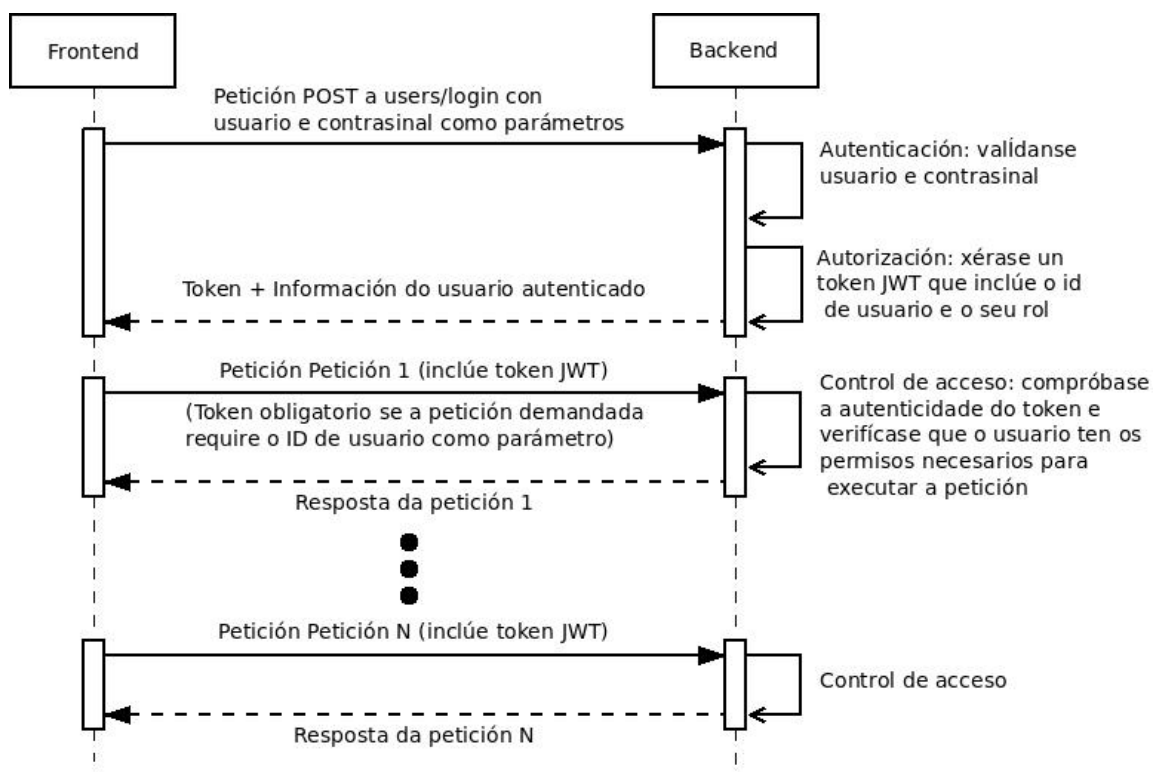 Frontend
Backend
Petición POST a users/login con
usuario e contrasinal como parámetros
Autenticación: valÍdanse
usuario e contrasinal
Autorización: xérase un
token JWT que inclúe o id
de usuario e o seu rol
Token + Información do usuario autenticado
Petición Petición 1 (inclúe token JWT)
(Token obligatorio se a petición demandada
require o ID de usuario como parámetro)
Control de acceso: compróbase
a autenticidade do token e
verifícase que o usuario ten os
permisos necesarios para
executar a petición
Resposta da petición 1
Petición Petición N (inclúe token JWT)
Control de acceso
Resposta da petición N